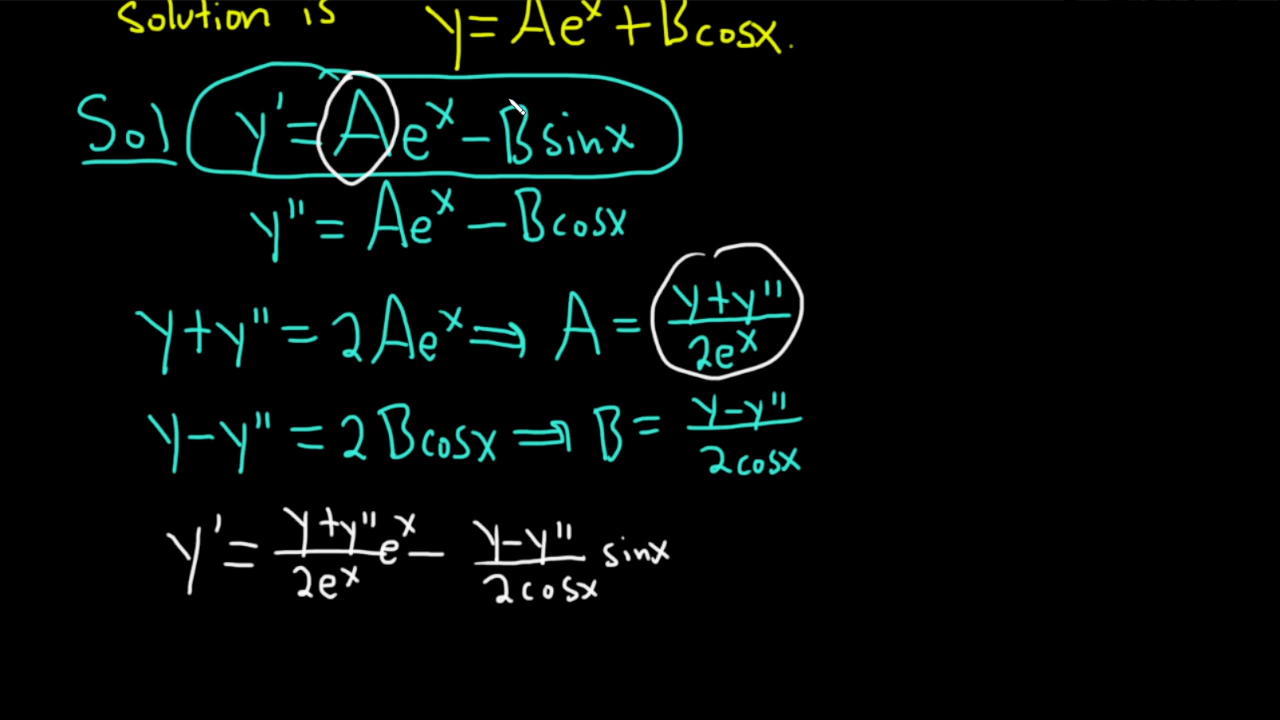 solution is y = Ae^x + Bcosx.
Sol y' = Ae^x - Bsinx
y'' = Ae^x - Bcosx
y + y'' = 2Ae^x ⇒ A = (y + y'')/(2e^x)
y - y'' = 2Bcosx ⇒ B = (y - y'')/(2cosx)
y' = (y + y'')/(2e^x) e^x - (y - y'')/(2cosx) sinx